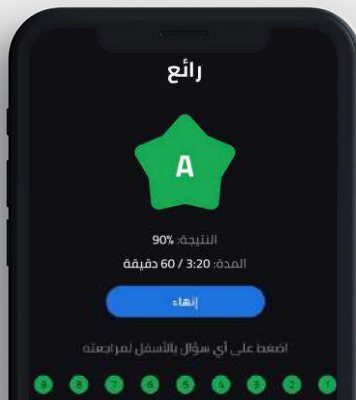 رائع
A
النتيجة: 90%
المدة: 3:20 / 60 دقيقة
إنهاء
اضغط على أي سؤال بالأسفل لمراجعته
1 2 3 4 5 6 7 8 9